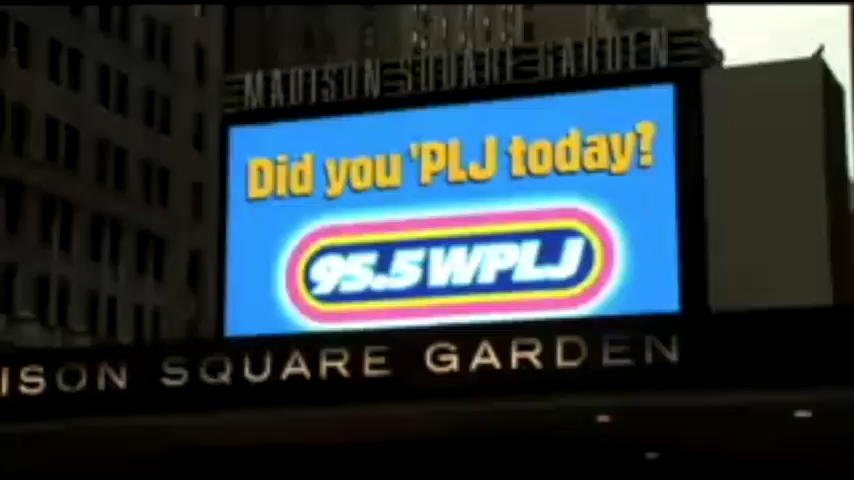 MADISON SQUARE GARDEN
Did you 'PLJ today?
95.5 WPLJ
ISON SQUARE GARDEN